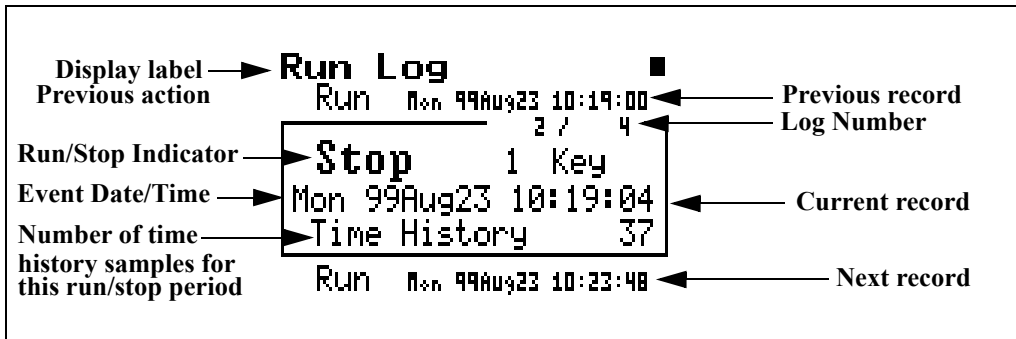 Display label Run Log
Previous action Run Mon 99Aug23 10:19:00 Previous record
2 / 4 Log Number
Run/Stop Indicator Stop 1 Key
Event Date/Time Mon 99Aug23 10:19:04 Current record
Number of time Time History 37
history samples for
this run/stop period Run Mon 99Aug23 10:23:48 Next record